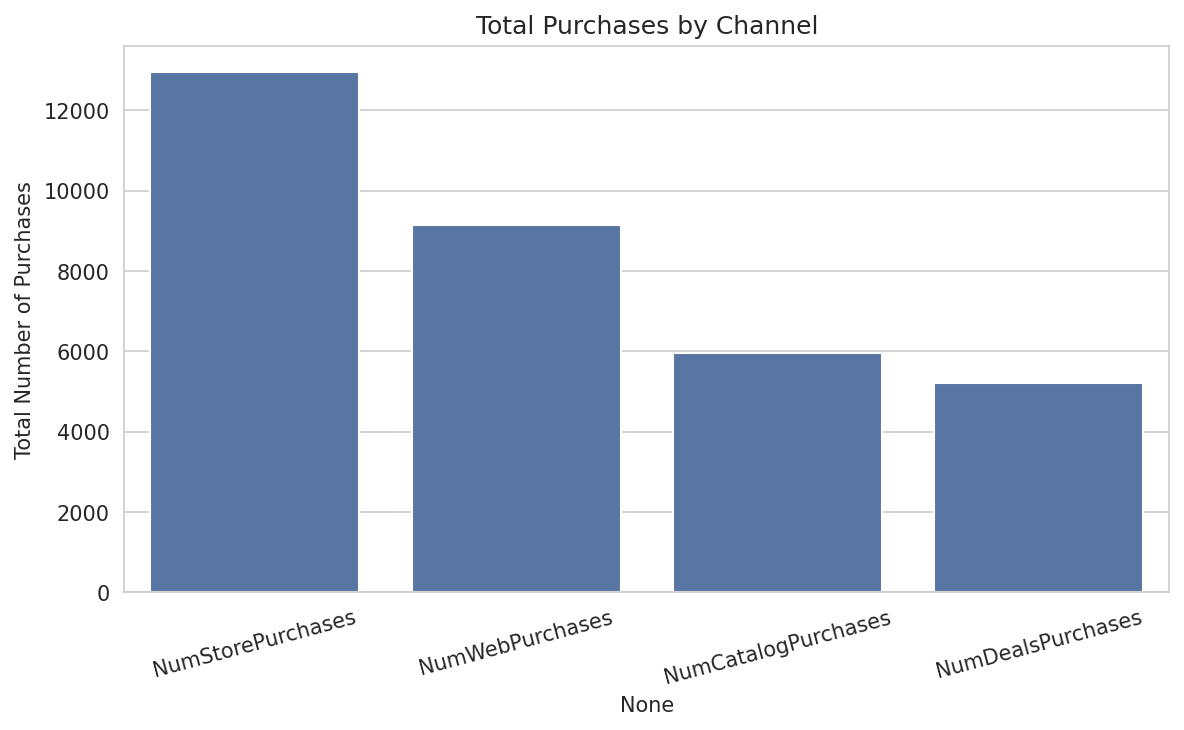 Total Purchases by Channel
Total Number of Purchases
12000
10000
8000
6000
4000
2000
0
NumStorePurchases
NumWebPurchases
NumCatalogPurchases
NumDealsPurchases
None